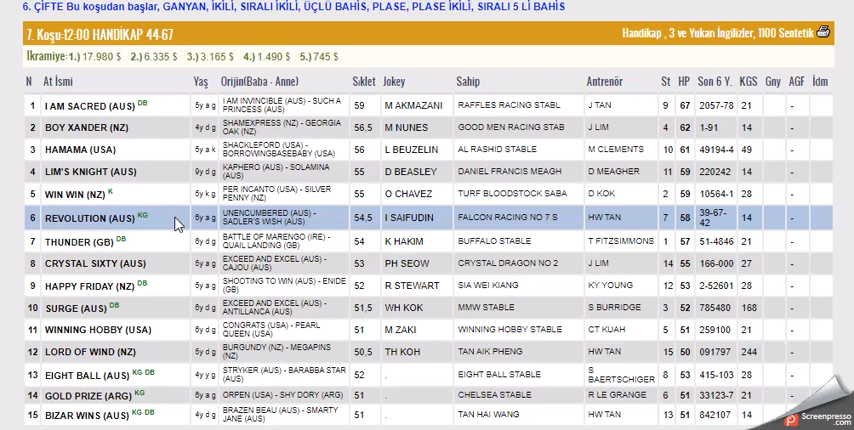 6. ÇİFTE Bu koşudan başlar, GANYAN, İKİLİ, SIRALI İKİLİ, ÜÇLÜ BAHİS, PLASE, PLASE İKİLİ, SIRALI 5 Lİ BAHİS
7. Koşu:12-00 HANDİKAP 44-67 Handikap , 3 ve Yukarı İngilizler, 1100 Sentetik
İkramiye:1.) 17.980 $ 2.) 6.335 $ 3.) 3.165 $ 4.) 1.490 $ 5.) 745 $
N At İsmi Yaş Orijin(Baba - Anne) Sıklet Jokey Sahip Antrenör St HP Son 6 Y. KGS Gny AGF İdm
1 I AM SACRED (AUS) DB 6y a g I AM INVINCIBLE (AUS) - SUCH A PRINCESS (AUS) 59 M AKMAZANI RAFFLES RACING STABL J TAN 9 67 2057-78 21 -
2 BOY XANDER (NZ) 4y d g SHAMEXPRESS (NZ) - GEORGIA OAK (NZ) 56,5 M NUNES GOOD MEN RACING STAB J LIM 4 62 1-91 14 -
3 HAMAMA (USA) 5y a k SHACKLEFORD (USA) - BORROWINGBASEBABY (USA) 56 L BEUZELIN AL RASHID STABLE M CLEMENTS 10 61 49194-4 49 -
4 LIM'S KNIGHT (AUS) 9y d g KAPHERO (AUS) - SOLAMINA (AUS) 55 D BEASLEY DANIEL FRANCIS MEAGH D MEAGHER 11 59 220242 14 -
5 WIN WIN (NZ) K 5y k g PER INCANTO (USA) - SILVER PENNY (NZ) 55 O CHAVEZ TURF BLOODSTOCK SABA D KOK 2 59 10564-1 28 -
6 REVOLUTION (AUS) KG 6y a g UNENCUMBERED (AUS) - SADLER'S WISH (AUS) 54,5 I SAIFUDIN FALCON RACING NO 7 S HW TAN 7 58 39-67-42 14 -
7 THUNDER (GB) DB 6y d g BATTLE OF MARENGO (IRE) - QUAIL LANDING (GB) 54 K HAKIM BUFFALO STABLE T FITZSIMMONS 1 57 51-4846 21 -
8 CRYSTAL SIXTY (AUS) 5y a g EXCEED AND EXCEL (AUS) - CAJOU (AUS) 53 PH SEOW CRYSTAL DRAGON NO 2 J LIM 14 55 166-000 27 -
9 HAPPY FRIDAY (NZ) DB 5y a g SHOOTING TO WIN (AUS) - ENIDE (GB) 52 R STEWART SIA WEI KIANG KY YOUNG 12 53 2-52601 28 -
10 SURGE (AUS) DB 6y d g EXCEED AND EXCEL (AUS) - ANTILLANCA (AUS) 51,5 WH KOK MMW STABLE S BURRIDGE 3 52 785480 168 -
11 WINNING HOBBY (USA) 6y d g CONGRATS (USA) - PEARL QUEEN (USA) 51 M ZAKI WINNING HOBBY STABLE CT KUAH 5 51 259100 21 -
12 LORD OF WIND (NZ) 5y d g BURGUNDY (NZ) - MEGAPINS (NZ) 50,5 TH KOH TAN AIK PHENG HW TAN 15 50 091797 244 -
13 EIGHT BALL (AUS) KG DB 4y y g STRYKER (AUS) - BARABBA STAR (AUS) 52 . EIGHT BALL STABLE S BAERTSCHIGER 8 53 415-103 28 -
14 GOLD PRIZE (ARG) KG 6y a g ORPEN (USA) - SHY DORY (ARG) 51 . CHELSEA STABLE R LE GRANGE 6 51 33123-7 21 -
15 BIZAR WINS (AUS) KG DB 4y d g BRAZEN BEAU (AUS) - SMARTY JANE (AUS) 51 . TAN HAI WANG HW TAN 13 51 842107 14 -
Screenpresso.com